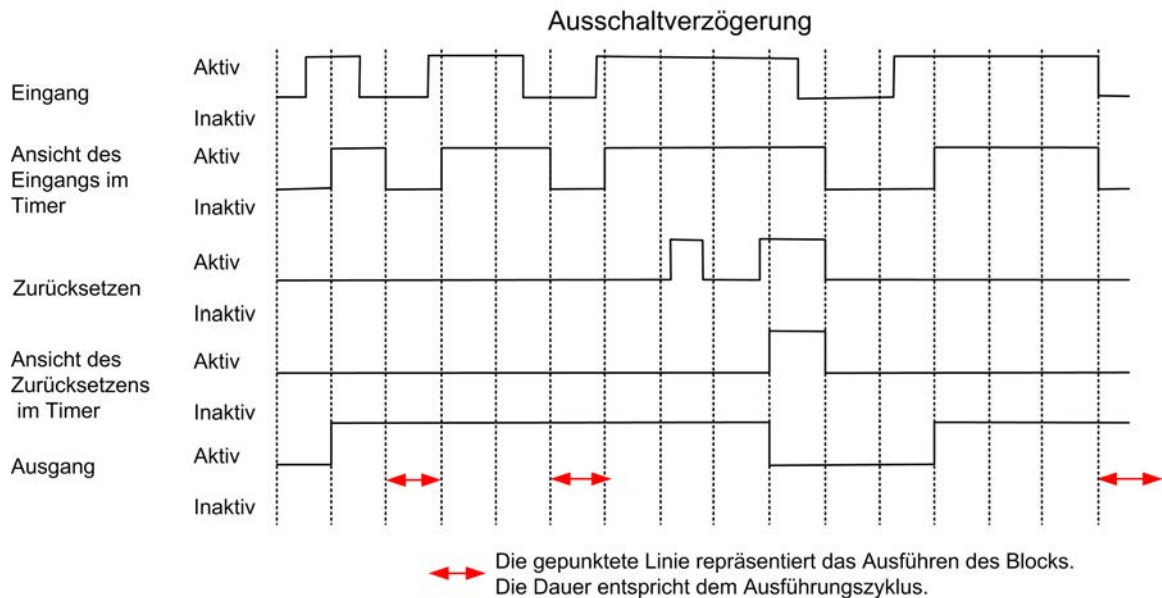 Ausschaltverzögerung
Aktiv
Eingang
Inaktiv
Ansicht des
Eingangs im
Timer
Aktiv
Inaktiv
Aktiv
Zurücksetzen
Inaktiv
Ansicht des
Zurücksetzens
im Timer
Aktiv
Inaktiv
Ausgang
Aktiv
Inaktiv
Die gepunktete Linie repräsentiert das Ausführen des Blocks.
Die Dauer entspricht dem Ausführungszyklus.